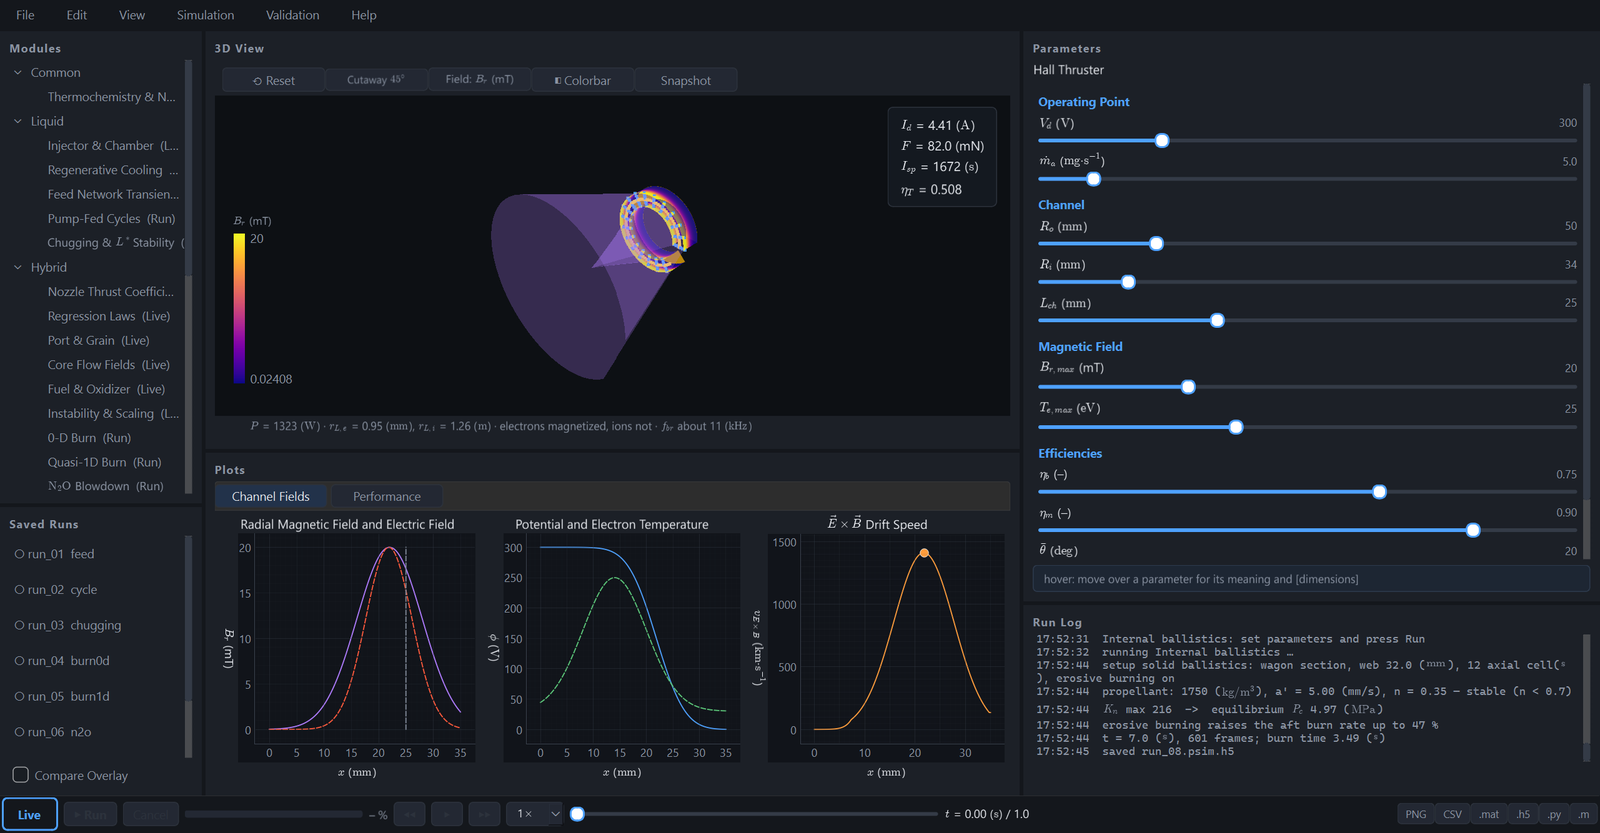 File Edit View Simulation Validation Help
Modules
Common
Thermochemistry & N...
Liquid
Injector & Chamber (L...
Regenerative Cooling ...
Feed Network Transien...
Pump-Fed Cycles (Run)
Chugging & L* Stability (
Hybrid
Nozzle Thrust Coeffici...
Regression Laws (Live)
Port & Grain (Live)
Core Flow Fields (Live)
Fuel & Oxidizer (Live)
Instability & Scaling (L...
0-D Burn (Run)
Quasi-1D Burn (Run)
N₂O Blowdown (Run)
Saved Runs
run_01 feed
run_02 cycle
run_03 chugging
run_04 burn0d
run_05 burn1d
run_06 n2o
Compare Overlay
3D View
⟲ Reset Cutaway 45° Field: Bᵣ (mT) Colorbar Snapshot
I_d = 4.41 (A)
F = 82.0 (mN)
I_sp = 1672 (s)
η_T = 0.508
Bᵣ (mT)
20
0.02408
P = 1323 (W) · r_{L,e} = 0.95 (mm), r_{L,i} = 1.26 (m) · electrons magnetized, ions not · f_br about 11 (kHz)
Plots
Channel Fields Performance
Radial Magnetic Field and Electric Field
20
15
10
5
0
Bᵣ (mT)
0 5 10 15 20 25 30 35
x (mm)
Potential and Electron Temperature
300
250
200
150
100
50
0
ϕ (V)
0 5 10 15 20 25 30 35
x (mm)
E⃗ × B⃗ Drift Speed
1500
1000
500
0
v_{E×B} (km·s⁻¹)
0 10 20 30
x (mm)
Parameters
Hall Thruster
Operating Point
V_d (V) 300
ṁ_a (mg·s⁻¹) 5.0
Channel
R_o (mm) 50
R_i (mm) 34
L_ch (mm) 25
Magnetic Field
B_{r,max} (mT) 20
T_{e,max} (eV) 25
Efficiencies
η_b (–) 0.75
η_m (–) 0.90
θ̄ (deg) 20
hover: move over a parameter for its meaning and [dimensions]
Run Log
17:52:31 Internal ballistics: set parameters and press Run
17:52:32 running Internal ballistics …
17:52:44 setup solid ballistics: wagon section, web 32.0 (mm), 12 axial cell(s
), erosive burning on
17:52:44 propellant: 1750 (kg/m³), a' = 5.00 (mm/s), n = 0.35 — stable (n < 0.7)
17:52:44 K_n max 216 -> equilibrium P_c 4.97 (MPa)
17:52:44 erosive burning raises the aft burn rate up to 47 %
17:52:44 t = 7.0 (s), 601 frames; burn time 3.49 (s)
17:52:45 saved run_08.psim.h5
Live Run Cancel – % 1× t = 0.00 (s) / 1.0 PNG CSV .mat .h5 .py .m